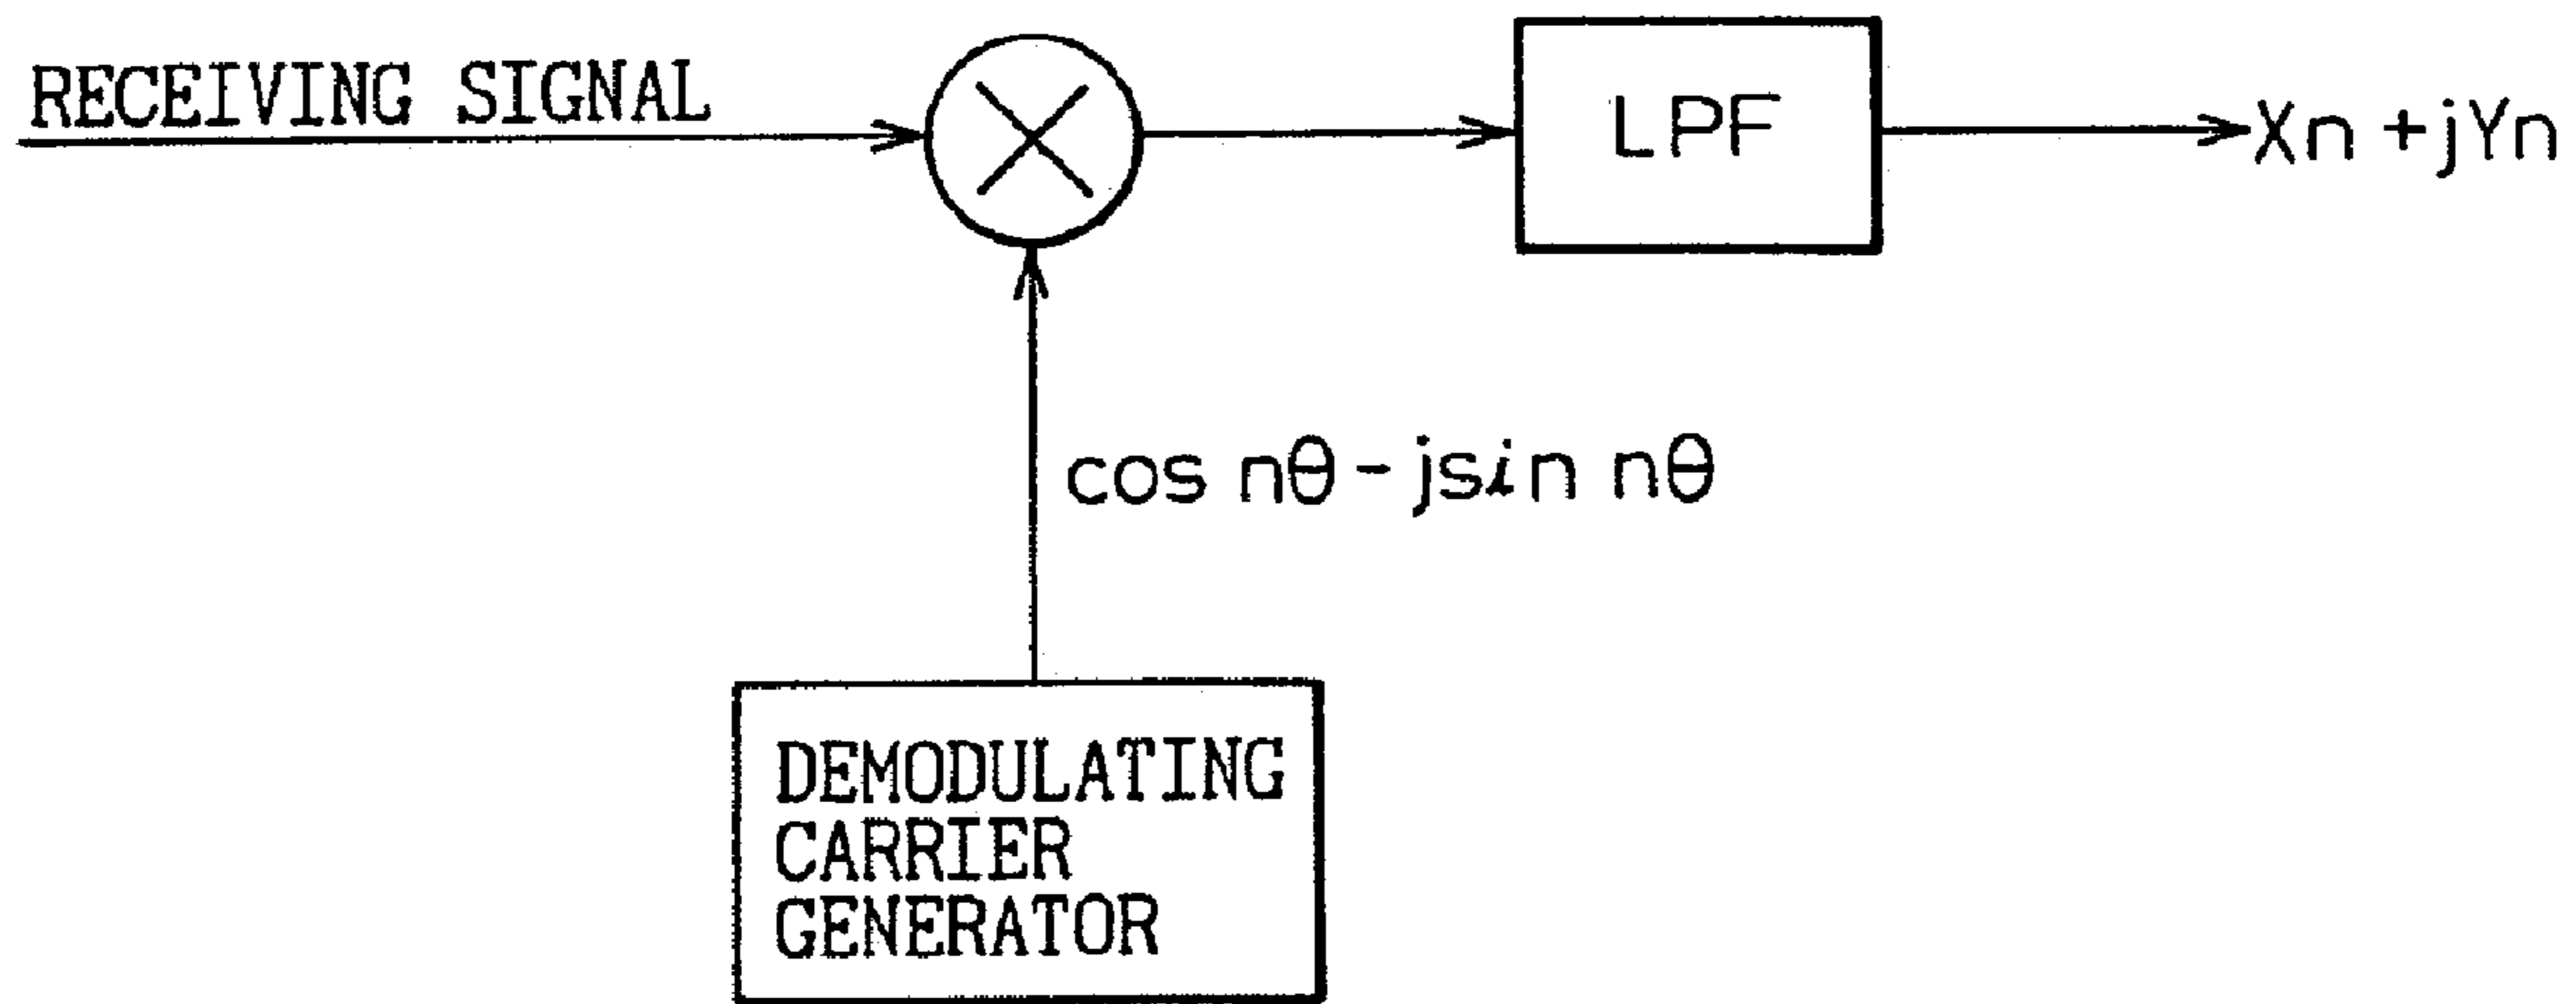 RECEIVING SIGNAL
LPF
Xn + jYn
cos nθ - jsin nθ
DEMODULATING
CARRIER
GENERATOR